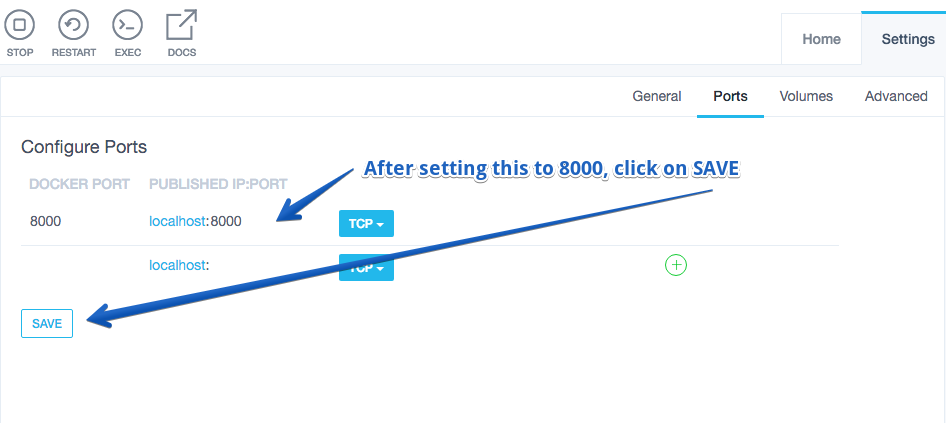 STOP RESTART EXEC DOCS
Home Settings
General Ports Volumes Advanced
Configure Ports
After setting this to 8000, click on SAVE
DOCKER PORT PUBLISHED IP:PORT
8000 localhost:8000 TCP
localhost: TCP
SAVE